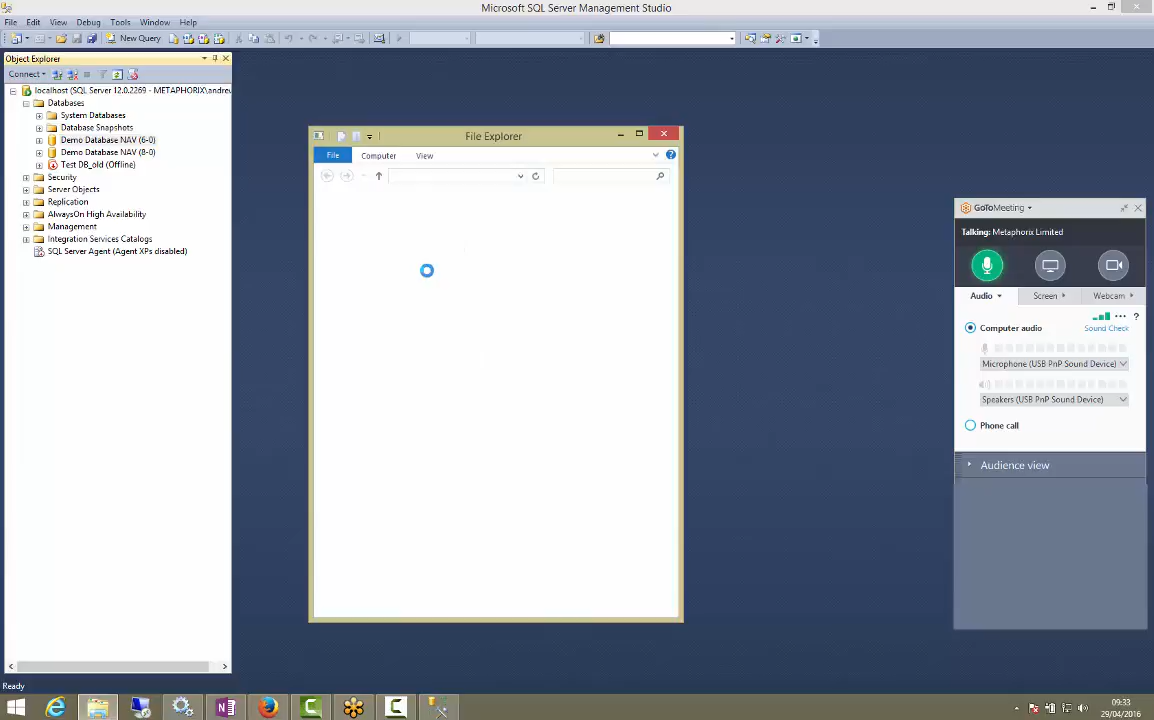 Microsoft SQL Server Management Studio
File Edit View Debug Tools Window Help
New Query
Object Explorer
Connect
localhost (SQL Server 12.0.2269 - METAPHORIX\andrew
Databases
System Databases
Database Snapshots
Demo Database NAV (6-0)
Demo Database NAV (8-0)
Test DB_old (Offline)
Security
Server Objects
Replication
AlwaysOn High Availability
Management
Integration Services Catalogs
SQL Server Agent (Agent XPs disabled)
File Explorer
File Computer View
GoToMeeting
Talking: Metaphorix Limited
Audio Screen Webcam
Computer audio
Sound Check
Microphone (USB PnP Sound Device)
Speakers (USB PnP Sound Device)
Phone call
Audience view
Ready
09:33
29/04/2016